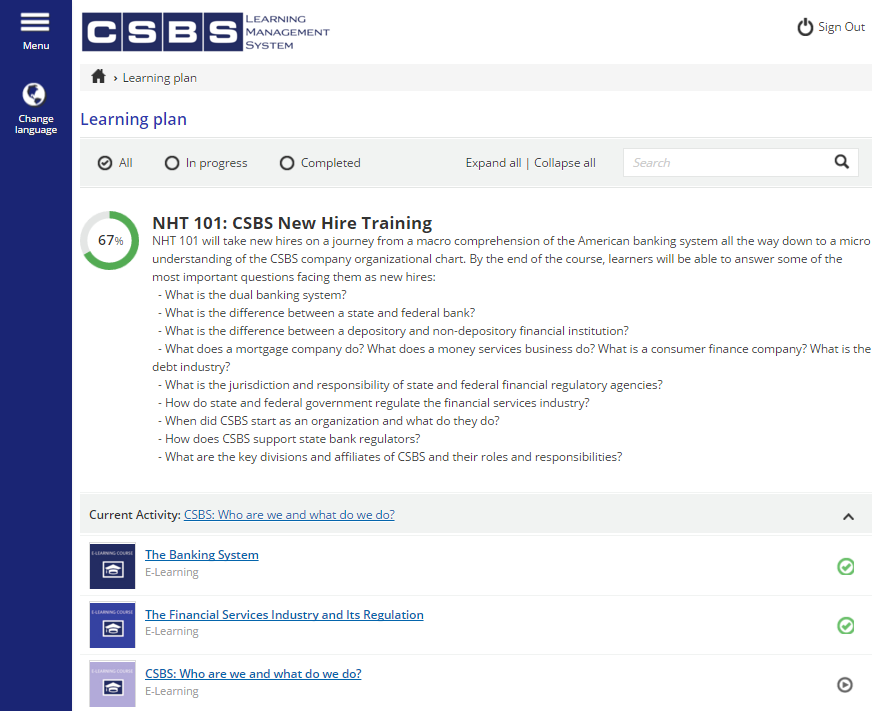 Menu
Change
language
CSBS LEARNING
MANAGEMENT
SYSTEM
Sign Out
› Learning plan
Learning plan
All In progress Completed Expand all | Collapse all Search
67%
NHT 101: CSBS New Hire Training
NHT 101 will take new hires on a journey from a macro comprehension of the American banking system all the way down to a micro
understanding of the CSBS company organizational chart. By the end of the course, learners will be able to answer some of the
most important questions facing them as new hires:
- What is the dual banking system?
- What is the difference between a state and federal bank?
- What is the difference between a depository and non-depository financial institution?
- What does a mortgage company do? What does a money services business do? What is a consumer finance company? What is the
debt industry?
- What is the jurisdiction and responsibility of state and federal financial regulatory agencies?
- How do state and federal government regulate the financial services industry?
- When did CSBS start as an organization and what do they do?
- How does CSBS support state bank regulators?
- What are the key divisions and affiliates of CSBS and their roles and responsibilities?
Current Activity: CSBS: Who are we and what do we do?
E-LEARNING COURSE
The Banking System
E-Learning
E-LEARNING COURSE
The Financial Services Industry and Its Regulation
E-Learning
E-LEARNING COURSE
CSBS: Who are we and what do we do?
E-Learning